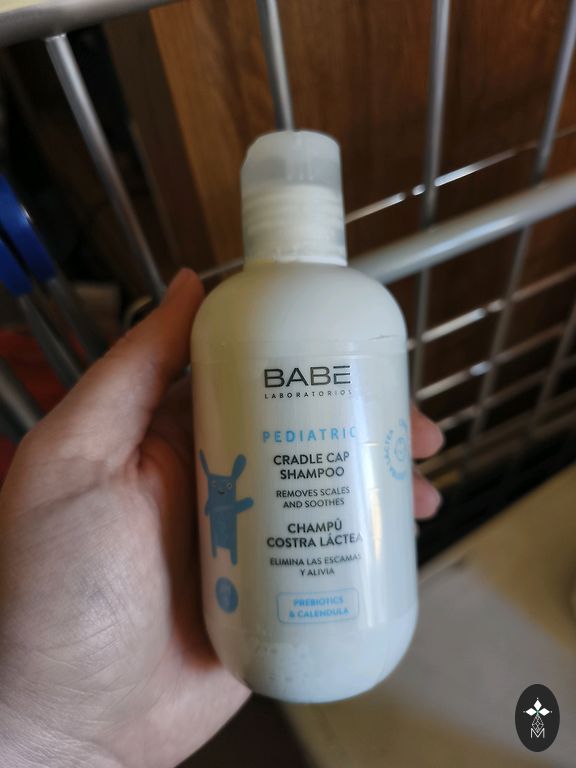 BABE
LABORATORIOS
PEDIATRIC
CRADLE CAP
SHAMPOO
REMOVES SCALES
AND SOOTHES
CHAMPÚ
COSTRA LÁCTEA
ELIMINA LAS ESCAMAS
Y ALIVIA
PREBIOTICS
& CALENDULA